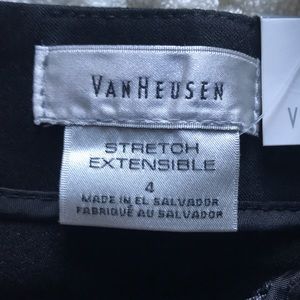 VANHEUSEN
STRETCH
EXTENSIBLE
4
MADE IN EL SALVADOR
FABRIQUÉ AU SALVADOR
V